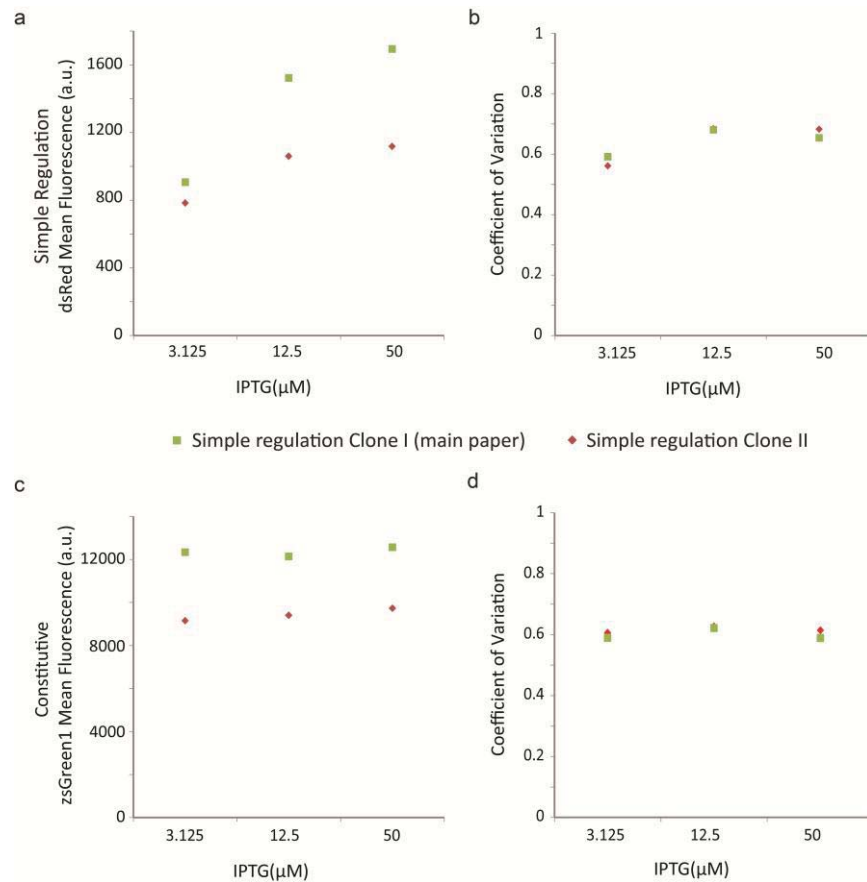 a
Simple Regulation
dsRed Mean Fluorescence (a.u.)
1600
1200
800
400
0
3.125
12.5
50
IPTG(µM)
b
Coefficient of Variation
1
0.8
0.6
0.4
0.2
0
3.125
12.5
50
IPTG(µM)
Simple regulation Clone I (main paper)
Simple regulation Clone II
c
Constitutive
zsGreen1 Mean Fluorescence (a.u.)
12000
8000
4000
0
3.125
12.5
50
IPTG(µM)
d
Coefficient of Variation
1
0.8
0.6
0.4
0.2
0
3.125
12.5
50
IPTG(µM)